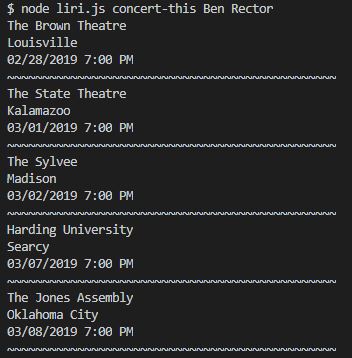 $ node liri.js concert-this Ben Rector
The Brown Theatre
Louisville
02/28/2019 7:00 PM
~~~~~~~~~~~~~~~~~~~~~~~~~~~~~~~~~~~~~~~~~~~~~~~
The State Theatre
Kalamazoo
03/01/2019 7:00 PM
~~~~~~~~~~~~~~~~~~~~~~~~~~~~~~~~~~~~~~~~~~~~~~~
The Sylvee
Madison
03/02/2019 7:00 PM
~~~~~~~~~~~~~~~~~~~~~~~~~~~~~~~~~~~~~~~~~~~~~~~
Harding University
Searcy
03/07/2019 7:00 PM
~~~~~~~~~~~~~~~~~~~~~~~~~~~~~~~~~~~~~~~~~~~~~~~
The Jones Assembly
Oklahoma City
03/08/2019 7:00 PM
~~~~~~~~~~~~~~~~~~~~~~~~~~~~~~~~~~~~~~~~~~~~~~~